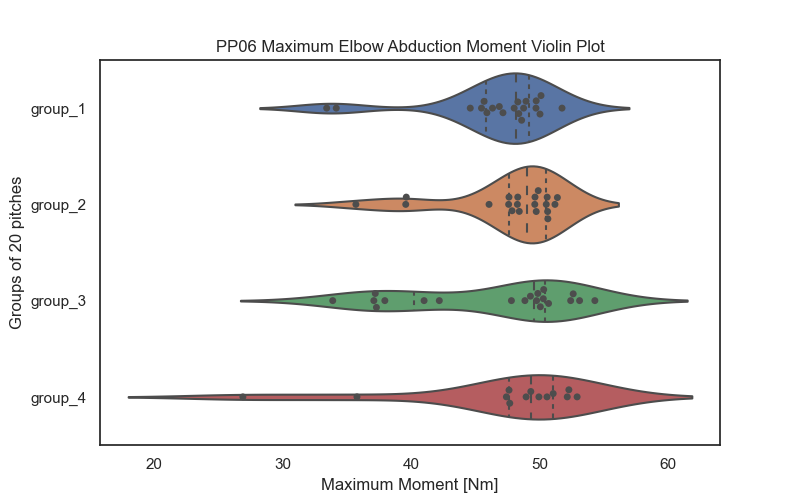 PP06 Maximum Elbow Abduction Moment Violin Plot
Groups of 20 pitches
group_1
group_2
group_3
group_4
20 30 40 50 60
Maximum Moment [Nm]